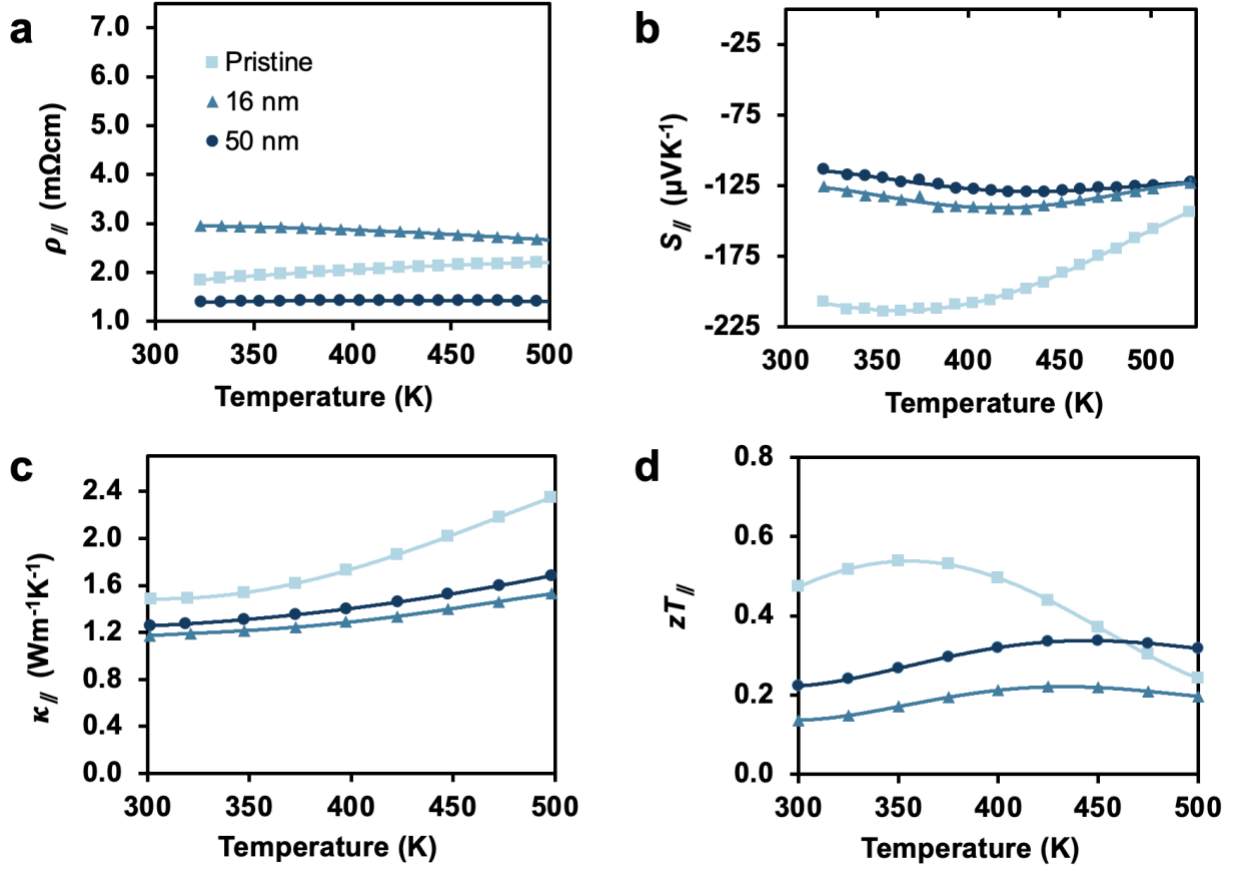 a
7.0
6.0
5.0
4.0
3.0
2.0
1.0
ρ// (mΩcm)
Pristine
16 nm
50 nm
300 350 400 450 500
Temperature (K)
b
-25
-75
-125
-175
-225
S// (µVK-1)
300 350 400 450 500
Temperature (K)
c
2.4
2.0
1.6
1.2
0.8
0.4
0.0
κ// (Wm-1K-1)
300 350 400 450 500
Temperature (K)
d
0.8
0.6
0.4
0.2
0.0
zT//
300 350 400 450 500
Temperature (K)